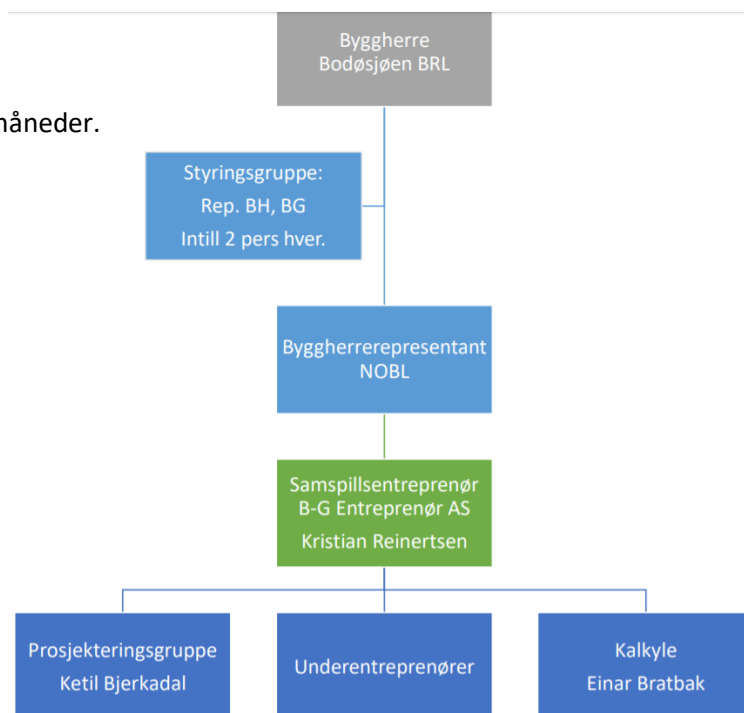 Byggherre
Bodøsjøen BRL
måneder.
Styringsgruppe:
Rep. BH, BG
Intill 2 pers hver.
Byggherrerepresentant
NOBL
Samspillsentreprenør
B-G Entreprenør AS
Kristian Reinertsen
Prosjekteringsgruppe
Ketil Bjerkadal
Underentreprenører
Kalkyle
Einar Bratbak